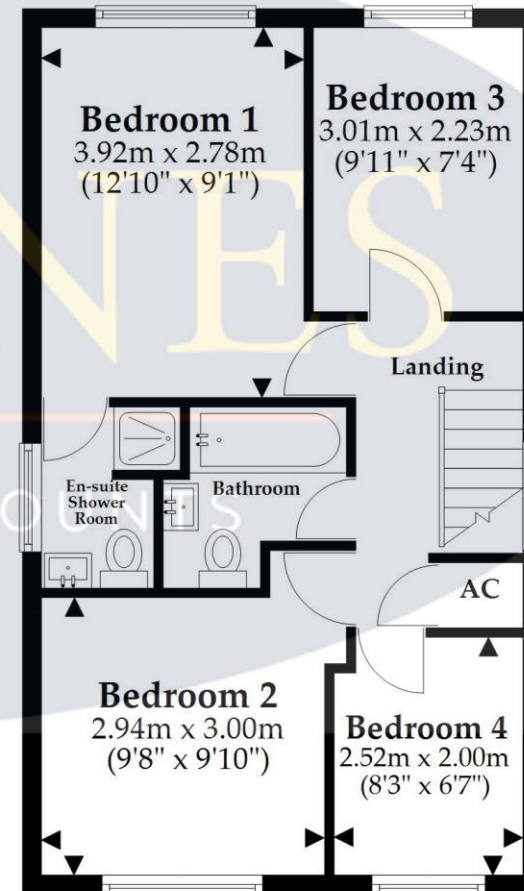 Bedroom 1
3.92m x 2.78m
(12'10" x 9'1")
Bedroom 3
3.01m x 2.23m
(9'11" x 7'4")
NES
Landing
En-suite
Shower
Room
Bathroom
OUNTS
AC
Bedroom 2
2.94m x 3.00m
(9'8" x 9'10")
Bedroom 4
2.52m x 2.00m
(8'3" x 6'7")